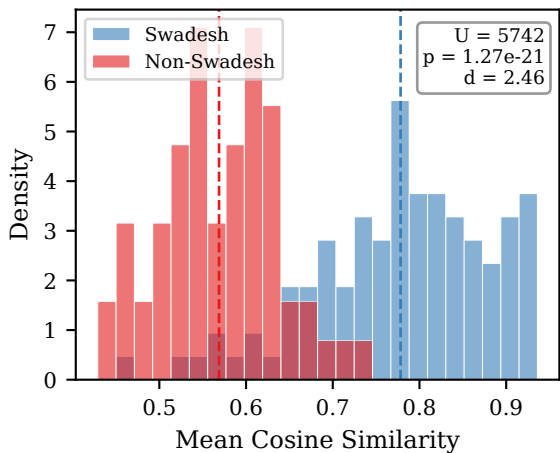 7
6
5
4
3
2
1
0
Density
Swadesh
Non-Swadesh
U = 5742
p = 1.27e-21
d = 2.46
0.5 0.6 0.7 0.8 0.9
Mean Cosine Similarity